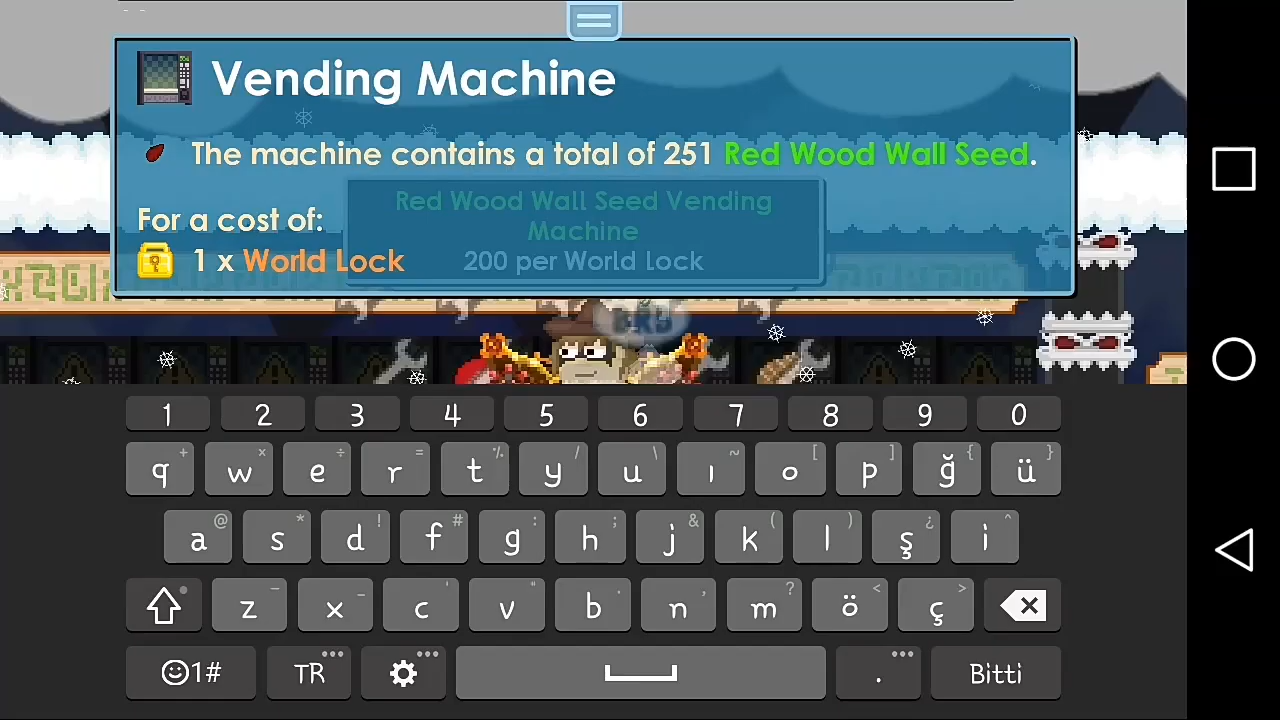 Vending Machine
The machine contains a total of 251 Red Wood Wall Seed.
Red Wood Wall Seed Vending
Machine
For a cost of:
1 x World Lock
200 per World Lock
BKB
1 2 3 4 5 6 7 8 9 0
q + w × e ÷ r = t % y / u \ ı ~ o [ p ] ğ { ü }
a @ s * d ! f # g : h ; j & k ( l ) ş ¿ i ^
z - x _ c ' v " b . n , m ? ö < ç >
1# TR ... ... . ... Bitti